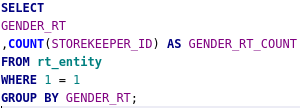 SELECT
GENDER_RT
,COUNT(STOREKEEPER_ID) AS GENDER_RT_COUNT
FROM rt_entity
WHERE 1 = 1
GROUP BY GENDER_RT;